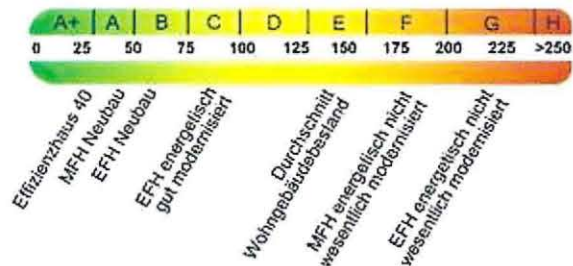 A+ A B C D E F G H
0 25 50 75 100 125 150 175 200 225 >250
Effizienzhaus 40
MFH Neubau
EFH Neubau
EFH energetisch
gut modernisiert
Durchschnitt
Wohngebäudebestand
MFH energetisch nicht
wesentlich modernisiert
EFH energetisch nicht
wesentlich modernisiert